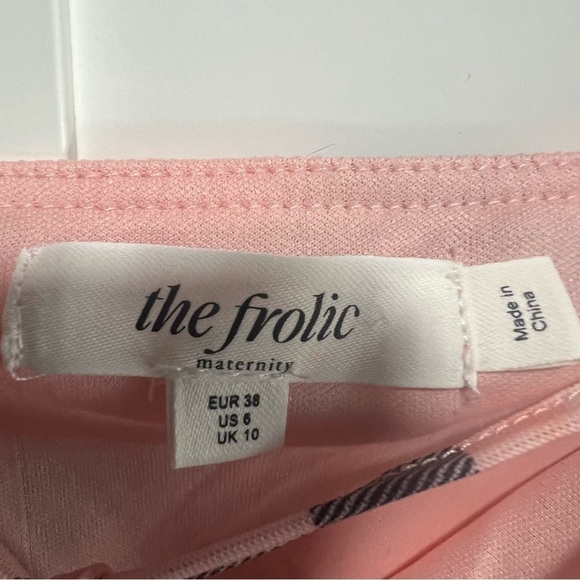 the frolic
maternity
EUR 38
US 6
UK 10
Made in
China